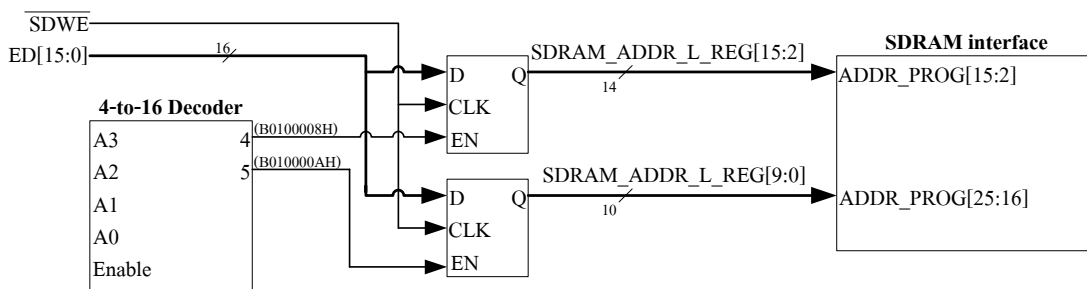 SDWE
ED[15:0]
16
D
Q
CLK
EN
SDRAM_ADDR_L_REG[15:2]
14
SDRAM interface
ADDR_PROG[15:2]
ADDR_PROG[25:16]
4-to-16 Decoder
A3
A2
A1
A0
Enable
4
(B0100008H)
5
(B010000AH)
D
Q
CLK
EN
SDRAM_ADDR_L_REG[9:0]
10